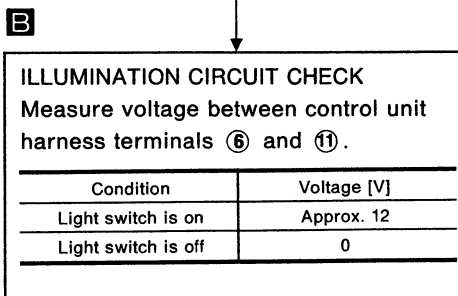 B
ILLUMINATION CIRCUIT CHECK
Measure voltage between control unit
harness terminals ⑥ and ⑪.
Condition Voltage [V]
Light switch is on Approx. 12
Light switch is off 0